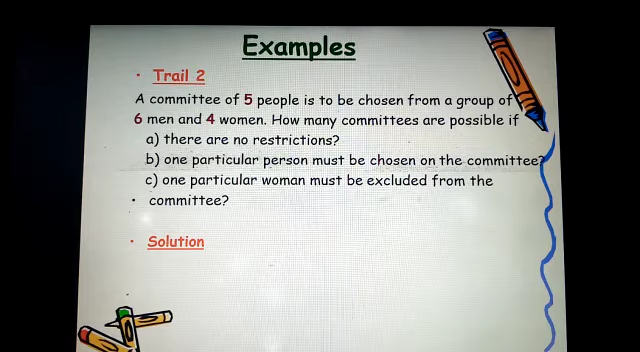 Examples
• Trail 2
A committee of 5 people is to be chosen from a group of
6 men and 4 women. How many committees are possible if
a) there are no restrictions?
b) one particular person must be chosen on the committee?
c) one particular woman must be excluded from the
• committee?
• Solution